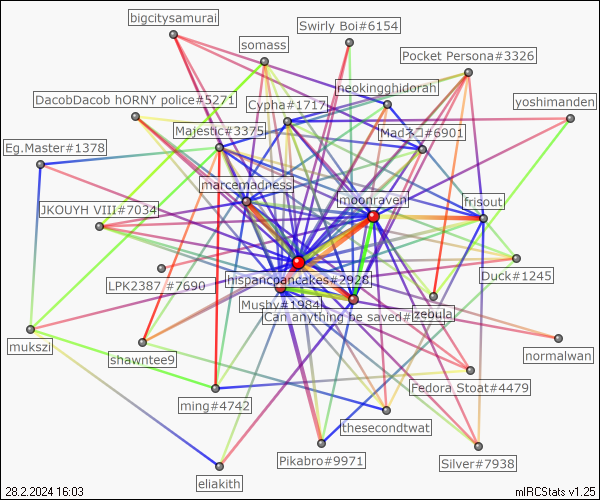 bigcitysamurai
Swirly Boi#6154
somass
Pocket Persona#3326
neokingghidorah
DacobDacob hORNY police#5271
Cypha#1717
yoshimanden
Majestic#3375
Madネコ#6901
Eg.Master#1378
marcemadness
moonraven
frisout
JKOUYH VIII#7034
hispancpancakes#2928
Duck#1245
LPK2387 #7690
Mushy#1984
Can anything be saved#
zebula
mukszi
shawntee9
normalwan
Fedora Stoat#4479
ming#4742
thesecondtwat
Pikabro#9971
Silver#7938
eliakith
28.2.2024 16:03
mIRCStats v1.25